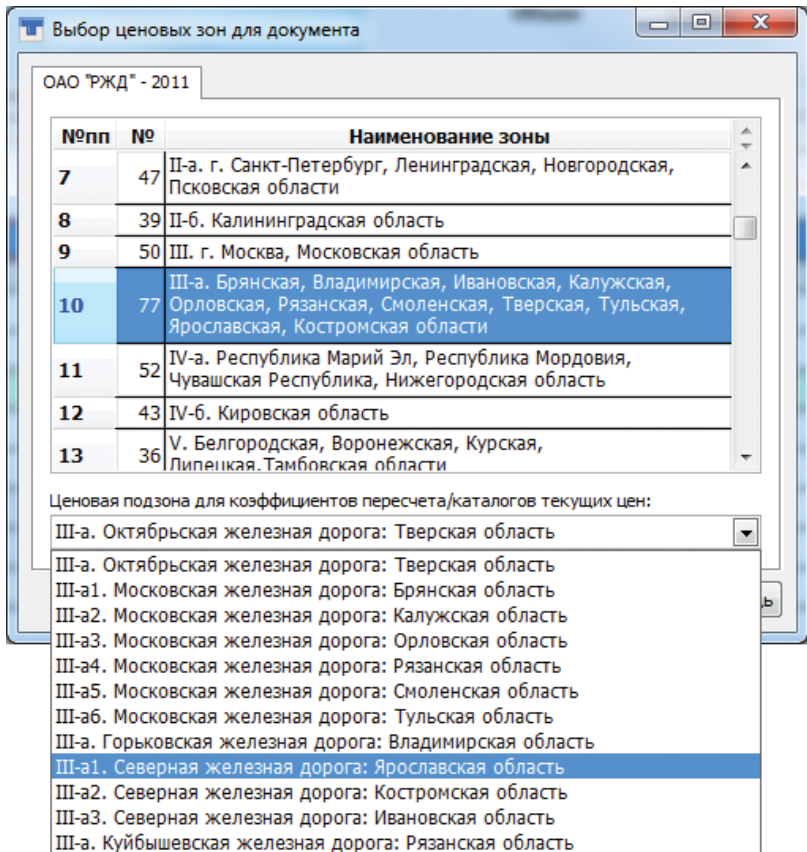 Выбор ценовых зон для документа
ОАО "РЖД" - 2011
№пп № Наименование зоны
7 47 II-а. г. Санкт-Петербург, Ленинградская, Новгородская,
Псковская области
8 39 II-б. Калининградская область
9 50 III. г. Москва, Московская область
10 77 III-а. Брянская, Владимирская, Ивановская, Калужская,
Орловская, Рязанская, Смоленская, Тверская, Тульская,
Ярославская, Костромская области
11 52 IV-а. Республика Марий Эл, Республика Мордовия,
Чувашская Республика, Нижегородская область
12 43 IV-б. Кировская область
13 36 V. Белгородская, Воронежская, Курская,
Липецкая,Тамбовская области
Ценовая подзона для коэффициентов пересчета/каталогов текущих цен:
III-а. Октябрьская железная дорога: Тверская область
III-а. Октябрьская железная дорога: Тверская область
III-а1. Московская железная дорога: Брянская область
III-а2. Московская железная дорога: Калужская область
III-а3. Московская железная дорога: Орловская область
III-а4. Московская железная дорога: Рязанская область
III-а5. Московская железная дорога: Смоленская область
III-а6. Московская железная дорога: Тульская область
III-а. Горьковская железная дорога: Владимирская область
III-а1. Северная железная дорога: Ярославская область
III-а2. Северная железная дорога: Костромская область
III-а3. Северная железная дорога: Ивановская область
III-а. Куйбышевская железная дорога: Рязанская область